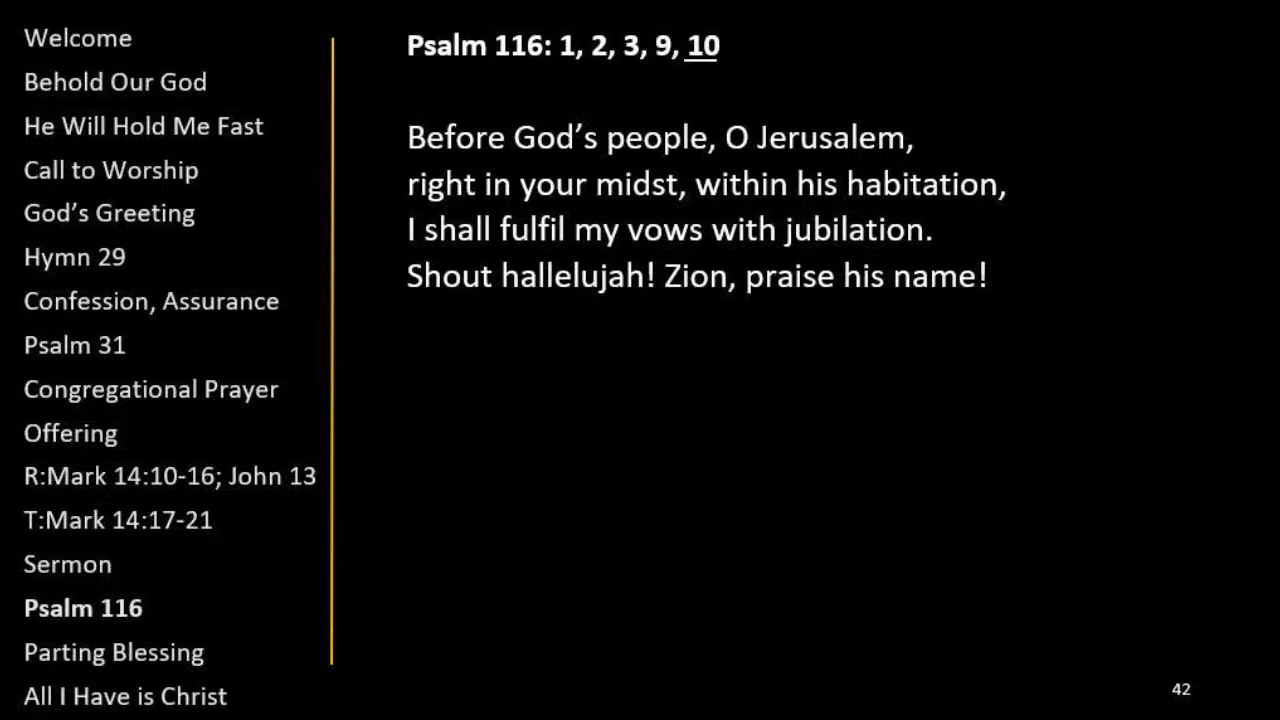 Welcome
Behold Our God
He Will Hold Me Fast
Call to Worship
God’s Greeting
Hymn 29
Confession, Assurance
Psalm 31
Congregational Prayer
Offering
R:Mark 14:10-16; John 13
T:Mark 14:17-21
Sermon
Psalm 116
Parting Blessing
All I Have is Christ
Psalm 116: 1, 2, 3, 9, 10
Before God’s people, O Jerusalem,
right in your midst, within his habitation,
I shall fulfil my vows with jubilation.
Shout hallelujah! Zion, praise his name!
42